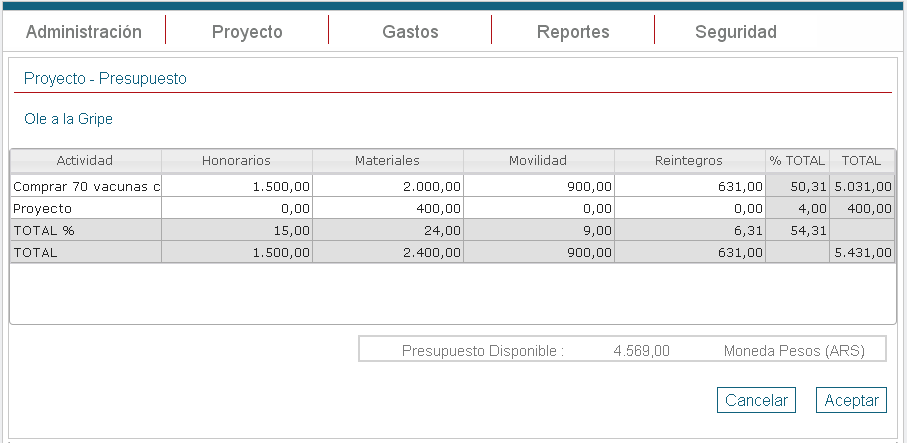 Administración Proyecto Gastos Reportes Seguridad
Proyecto - Presupuesto
Ole a la Gripe
Actividad Honorarios Materiales Movilidad Reintegros % TOTAL TOTAL
Comprar 70 vacunas c 1.500,00 2.000,00 900,00 631,00 50,31 5.031,00
Proyecto 0,00 400,00 0,00 0,00 4,00 400,00
TOTAL % 15,00 24,00 9,00 6,31 54,31
TOTAL 1.500,00 2.400,00 900,00 631,00 5.431,00
Presupuesto Disponible : 4.569,00 Moneda Pesos (ARS)
Cancelar Aceptar